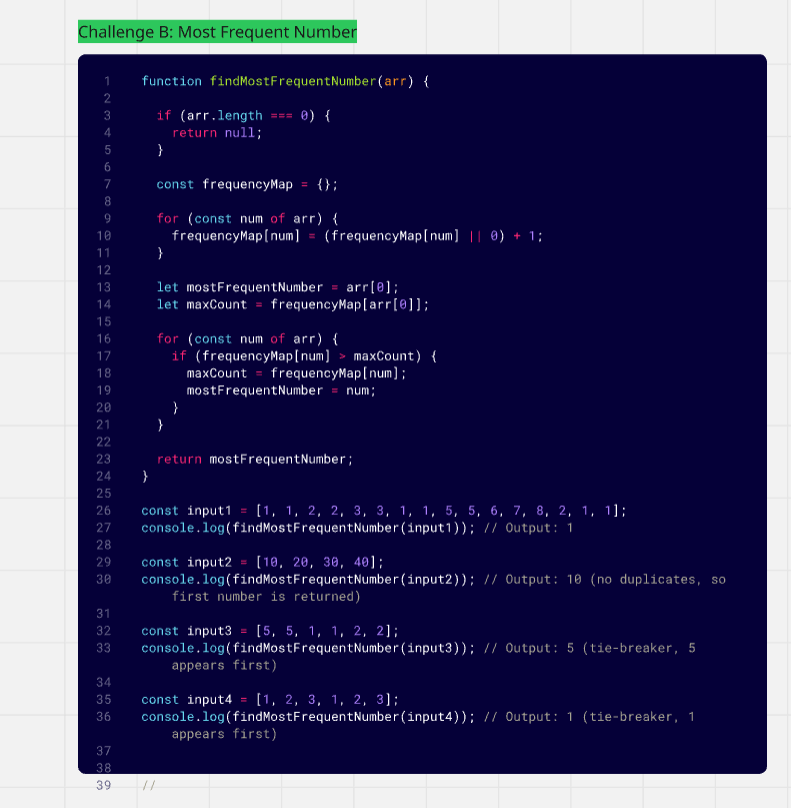 Challenge B: Most Frequent Number
1 function findMostFrequentNumber(arr) {
2
3   if (arr.length === 0) {
4     return null;
5   }
6
7   const frequencyMap = {};
8
9   for (const num of arr) {
10     frequencyMap[num] = (frequencyMap[num] || 0) + 1;
11   }
12
13   let mostFrequentNumber = arr[0];
14   let maxCount = frequencyMap[arr[0]];
15
16   for (const num of arr) {
17     if (frequencyMap[num] > maxCount) {
18       maxCount = frequencyMap[num];
19       mostFrequentNumber = num;
20     }
21   }
22
23   return mostFrequentNumber;
24 }
25
26 const input1 = [1, 1, 2, 2, 3, 3, 1, 1, 5, 5, 6, 7, 8, 2, 1, 1];
27 console.log(findMostFrequentNumber(input1)); // Output: 1
28
29 const input2 = [10, 20, 30, 40];
30 console.log(findMostFrequentNumber(input2)); // Output: 10 (no duplicates, so
first number is returned)
31
32 const input3 = [5, 5, 1, 1, 2, 2];
33 console.log(findMostFrequentNumber(input3)); // Output: 5 (tie-breaker, 5
appears first)
34
35 const input4 = [1, 2, 3, 1, 2, 3];
36 console.log(findMostFrequentNumber(input4)); // Output: 1 (tie-breaker, 1
appears first)
37
38
39 //